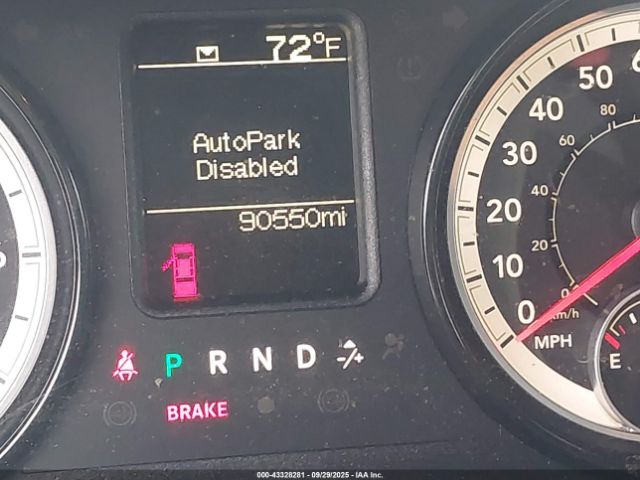 72°F
AutoPark
Disabled
90550mi
P R N D -/+
BRAKE
0 10 20 30 40 50
0 20 40 60 80
km/h
MPH
E
000-43328281 - 09/29/2025 - IAA Inc.